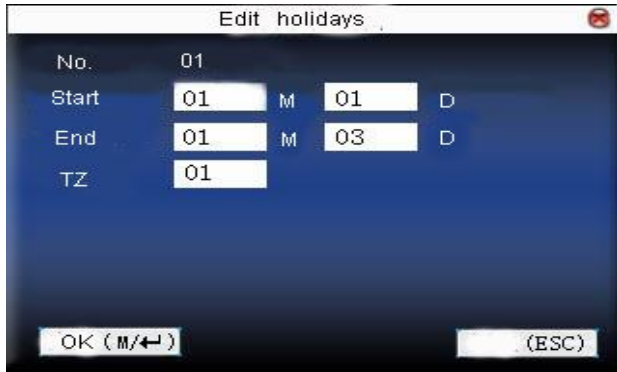 Edit holidays
No. 01
Start 01 M 01 D
End 01 M 03 D
TZ 01
OK (M/↵) (ESC)